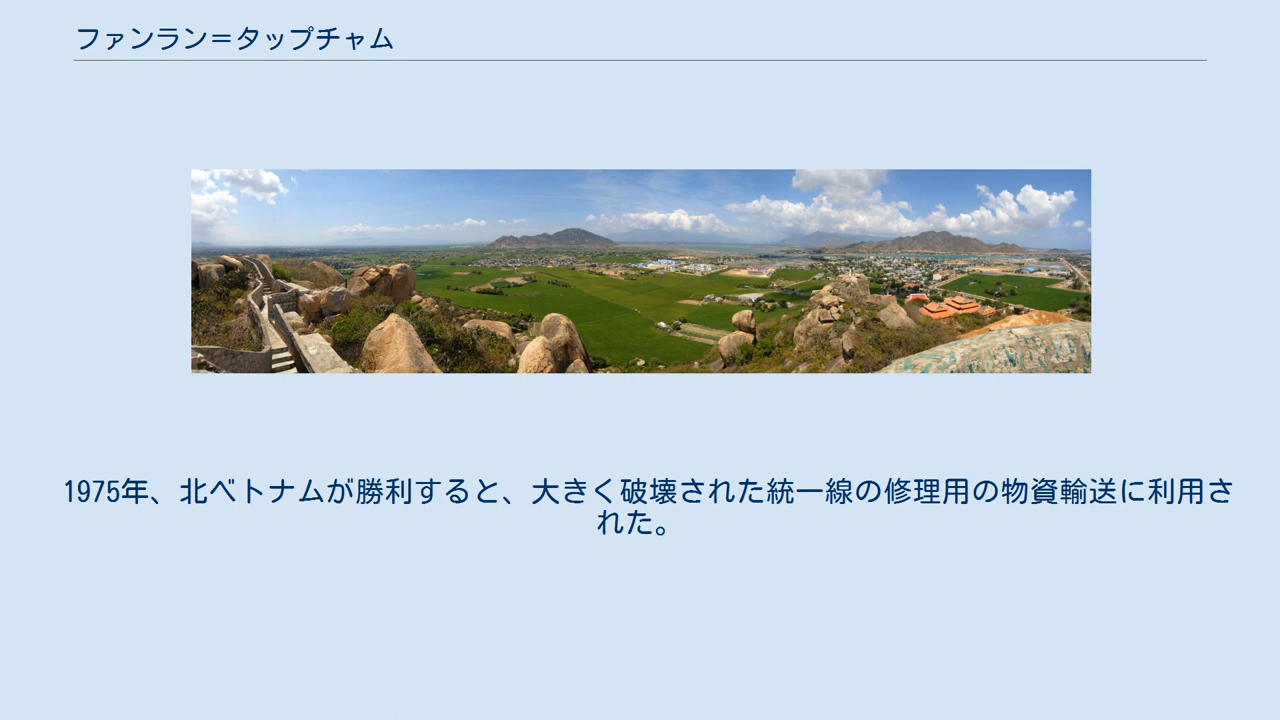 ファンラン＝タップチャム
1975年、北ベトナムが勝利すると、大きく破壊された統一線の修理用の物資輸送に利用さ
れた。